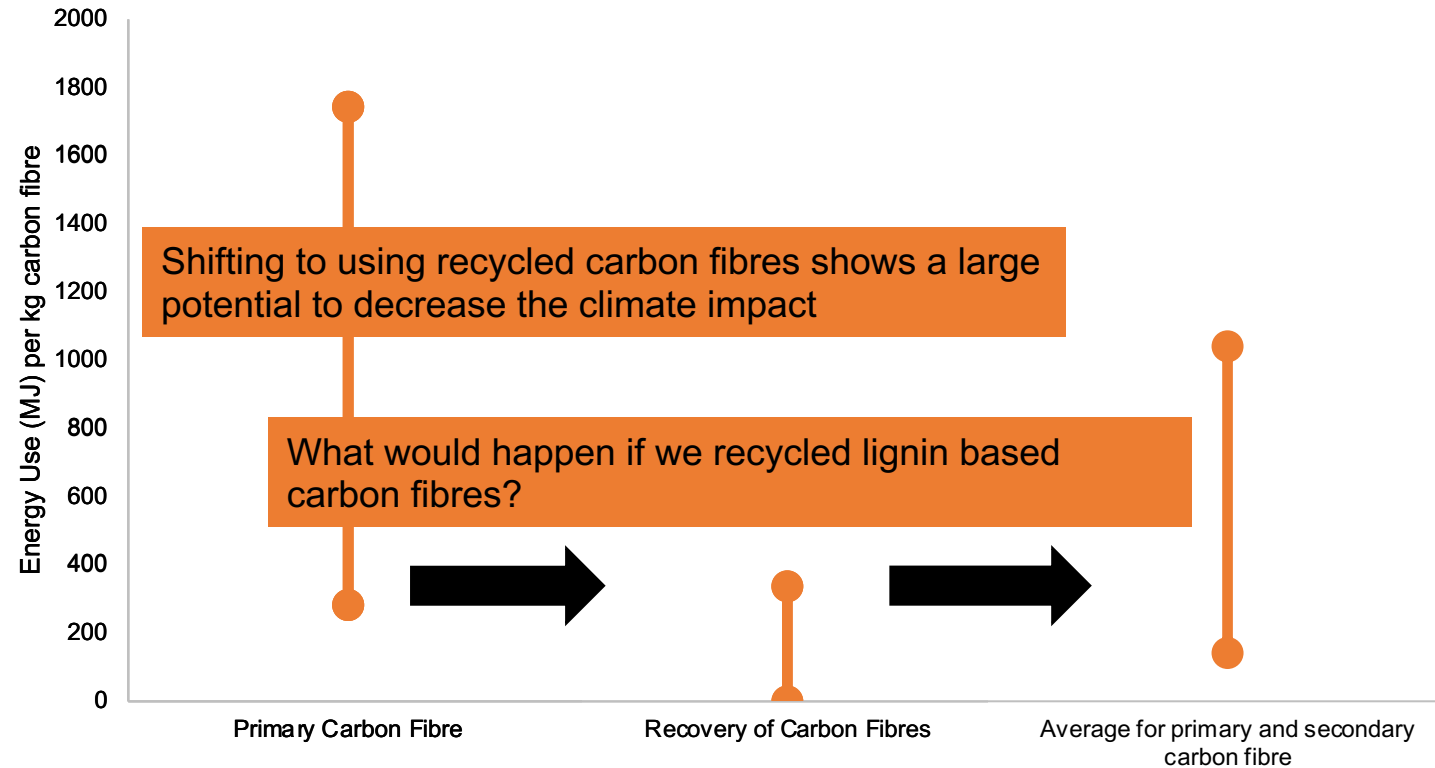 2000
1800
1600
1400
1200
1000
800
600
400
200
0
Energy Use (MJ) per kg carbon fibre
Shifting to using recycled carbon fibres shows a large
potential to decrease the climate impact
What would happen if we recycled lignin based
carbon fibres?
Primary Carbon Fibre
Recovery of Carbon Fibres
Average for primary and secondary
carbon fibre